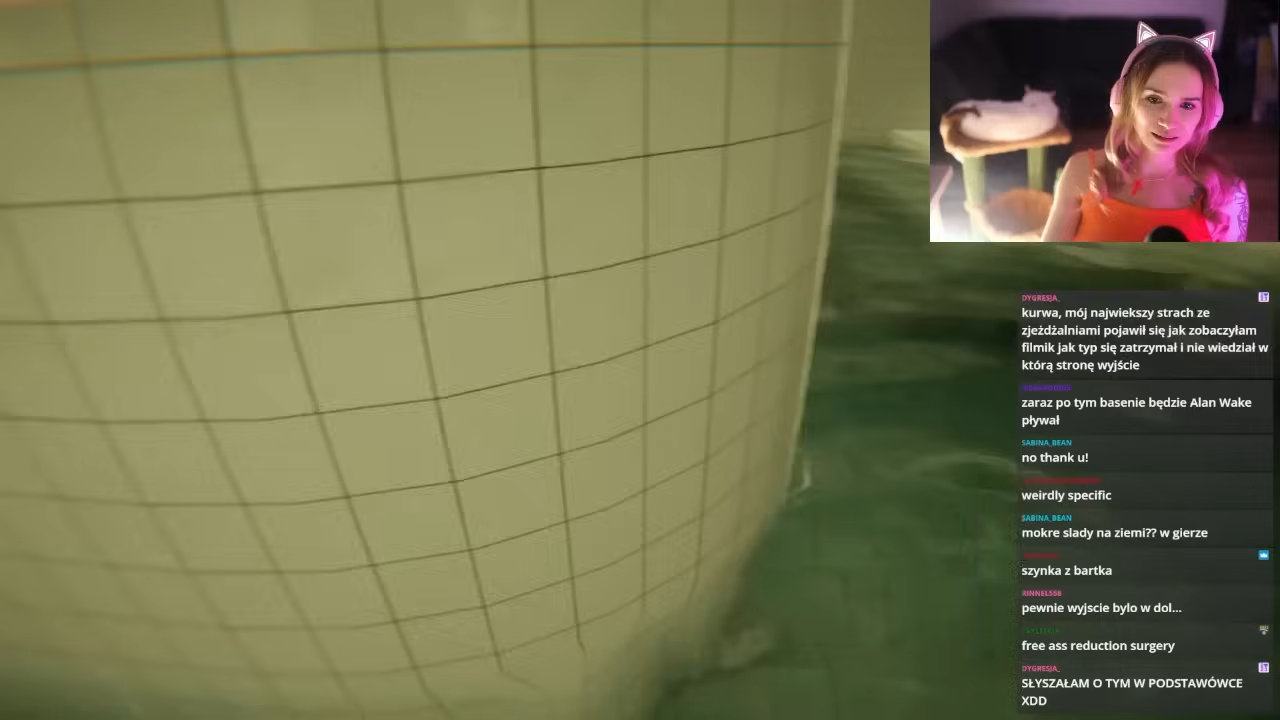 DYGRESJA_
kurwa, mój najwiekszy strach ze
zjeżdżalniami pojawił się jak zobaczyłam
filmik jak typ się zatrzymał i nie wiedział w
którą stronę wyjście
zaraz po tym basenie będzie Alan Wake
pływał
SABINA_BEAN
no thank u!
weirdly specific
SABINA_BEAN
mokre slady na ziemi?? w gierze
szynka z bartka
pewnie wyjscie bylo w dol...
free ass reduction surgery
DYGRESJA_
SŁYSZAŁAM O TYM W PODSTAWÓWCE
XDD